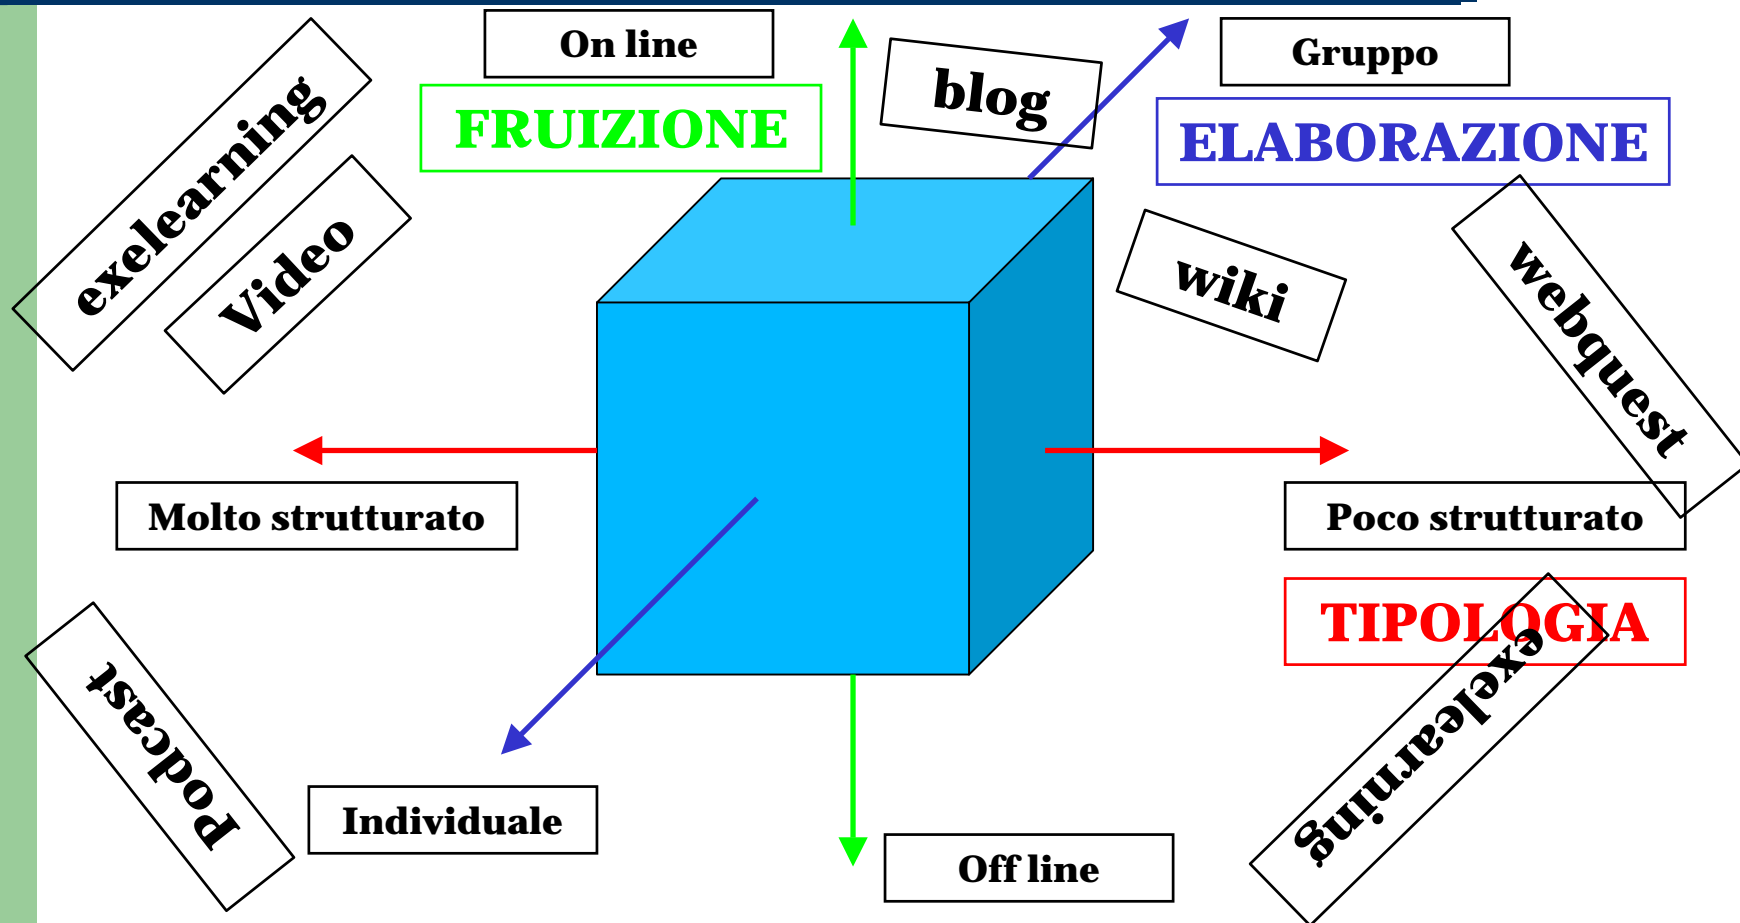 On line
Gruppo
blog
FRUIZIONE
ELABORAZIONE
exelearning
Video
wiki
webquest
Molto strutturato
Poco strutturato
TIPOLOGIA
exelearning
Podcast
Individuale
Off line